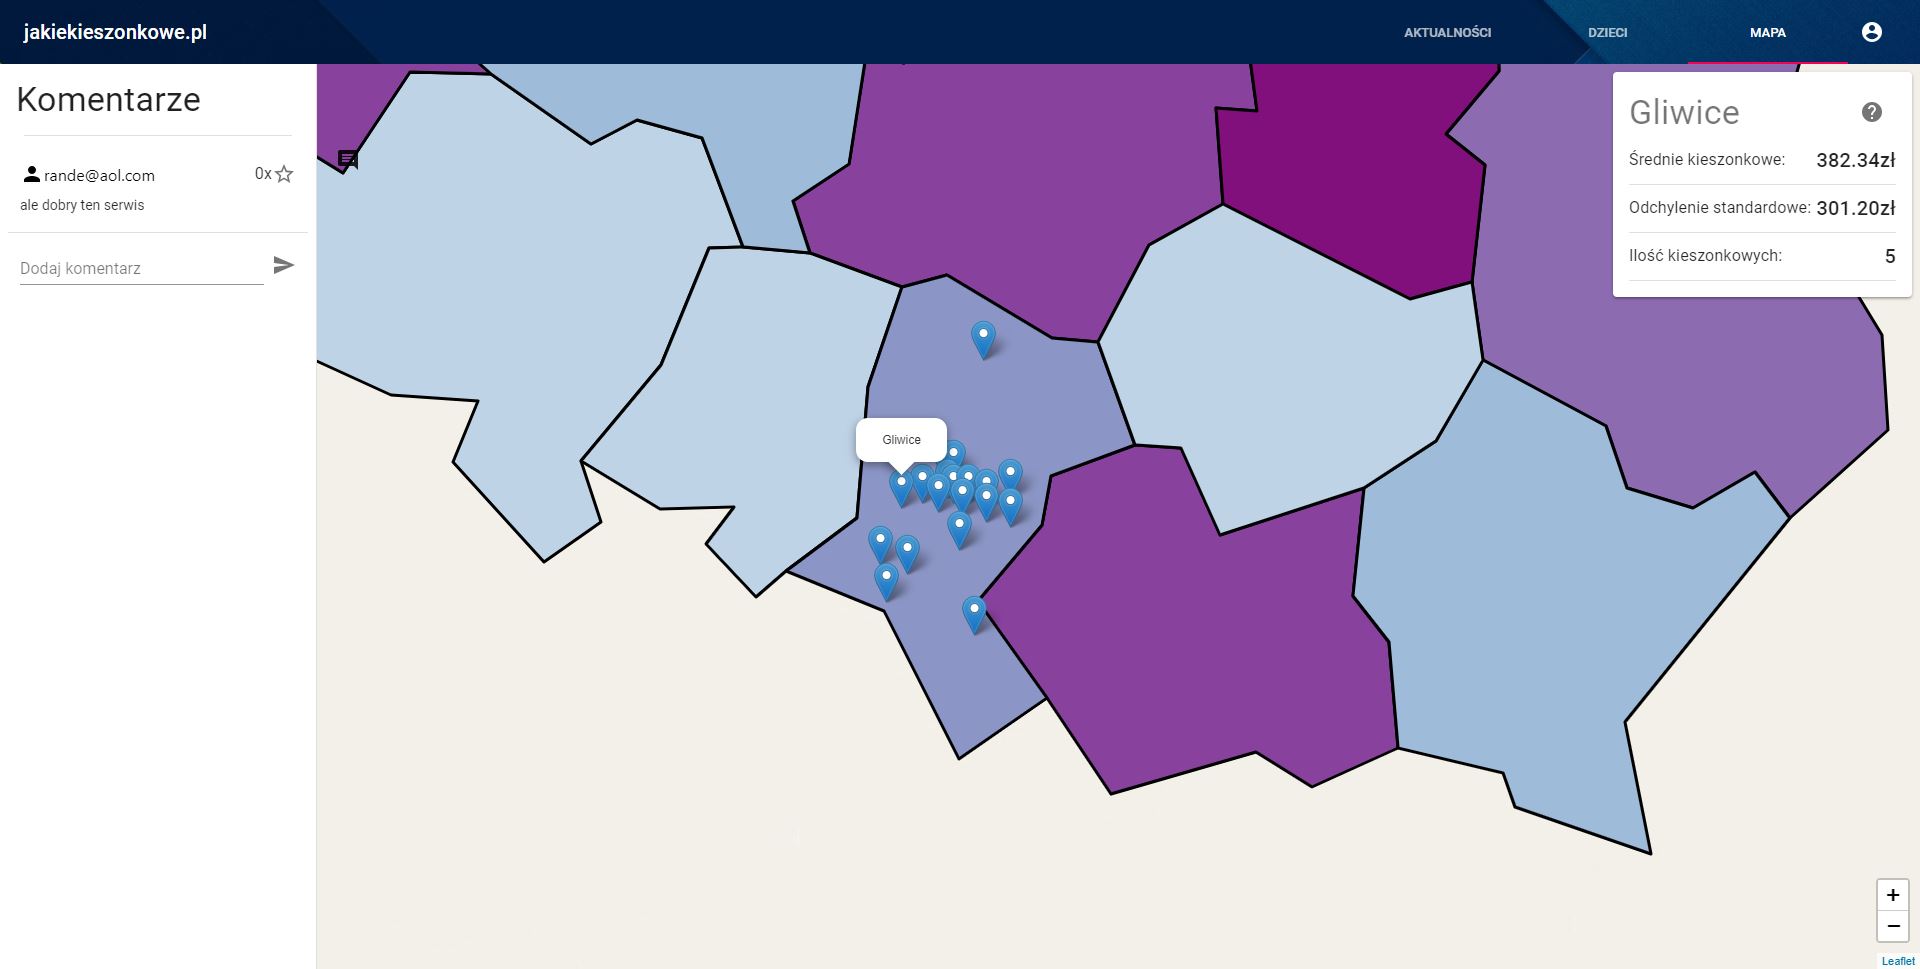 jakiekieszonkowe.pl
AKTUALNOŚCI
DZIECI
MAPA
Komentarze
rande@aol.com
0x
ale dobry ten serwis
Dodaj komentarz
Gliwice
Gliwice
Średnie kieszonkowe: 382.34zł
Odchylenie standardowe: 301.20zł
Ilość kieszonkowych: 5
+
−
Leaflet